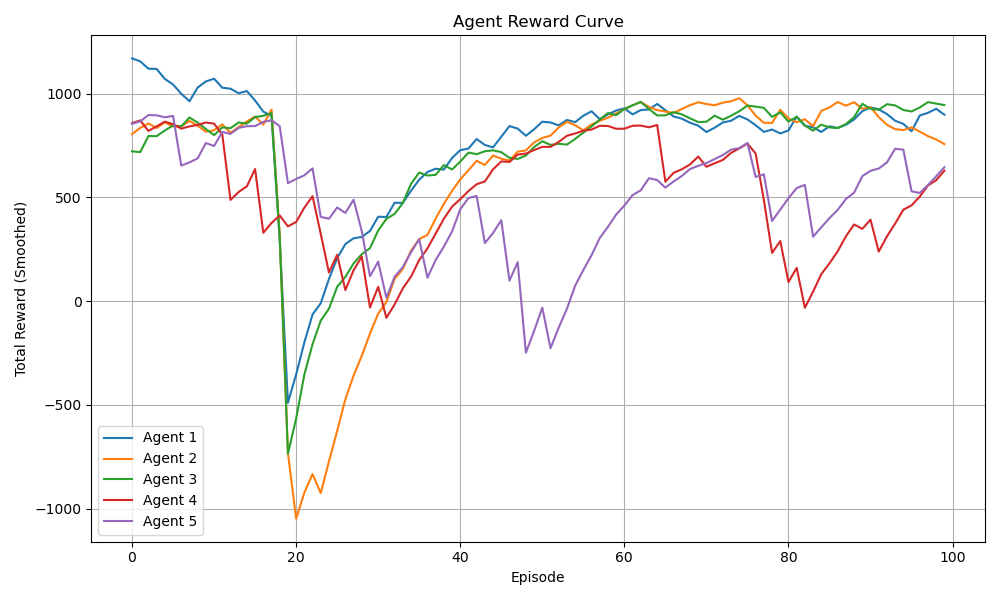 Agent Reward Curve
Total Reward (Smoothed)
1000
500
0
−500
−1000
Agent 1
Agent 2
Agent 3
Agent 4
Agent 5
0 20 40 60 80 100
Episode